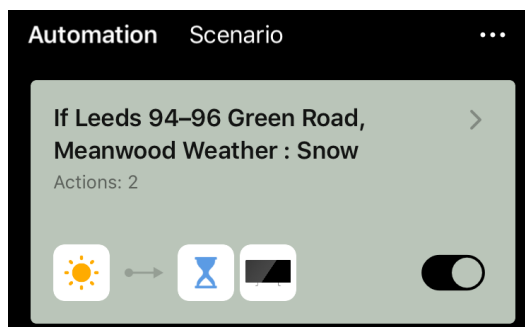 Automation Scenario
If Leeds 94–96 Green Road,
Meanwood Weather : Snow
Actions: 2